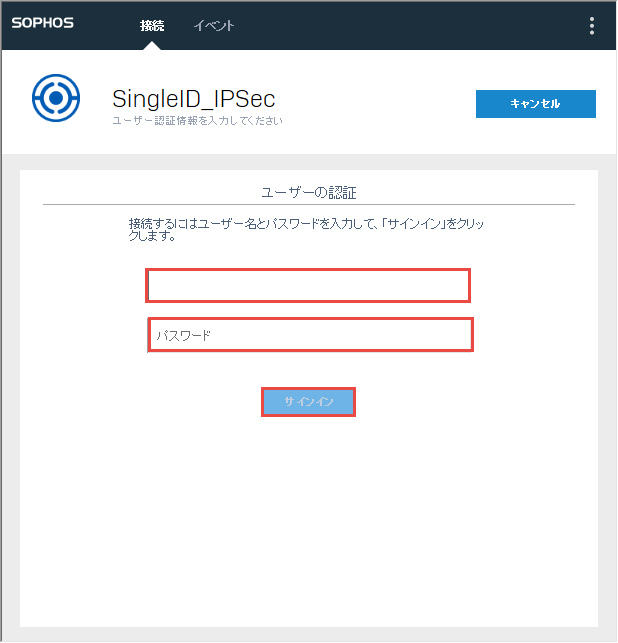 SOPHOS 接続 イベント
SingleID_IPSec
ユーザー認証情報を入力してください
キャンセル
ユーザーの認証
接続するにはユーザー名とパスワードを入力して、「サインイン」をクリッ
クします。
パスワード
サインイン